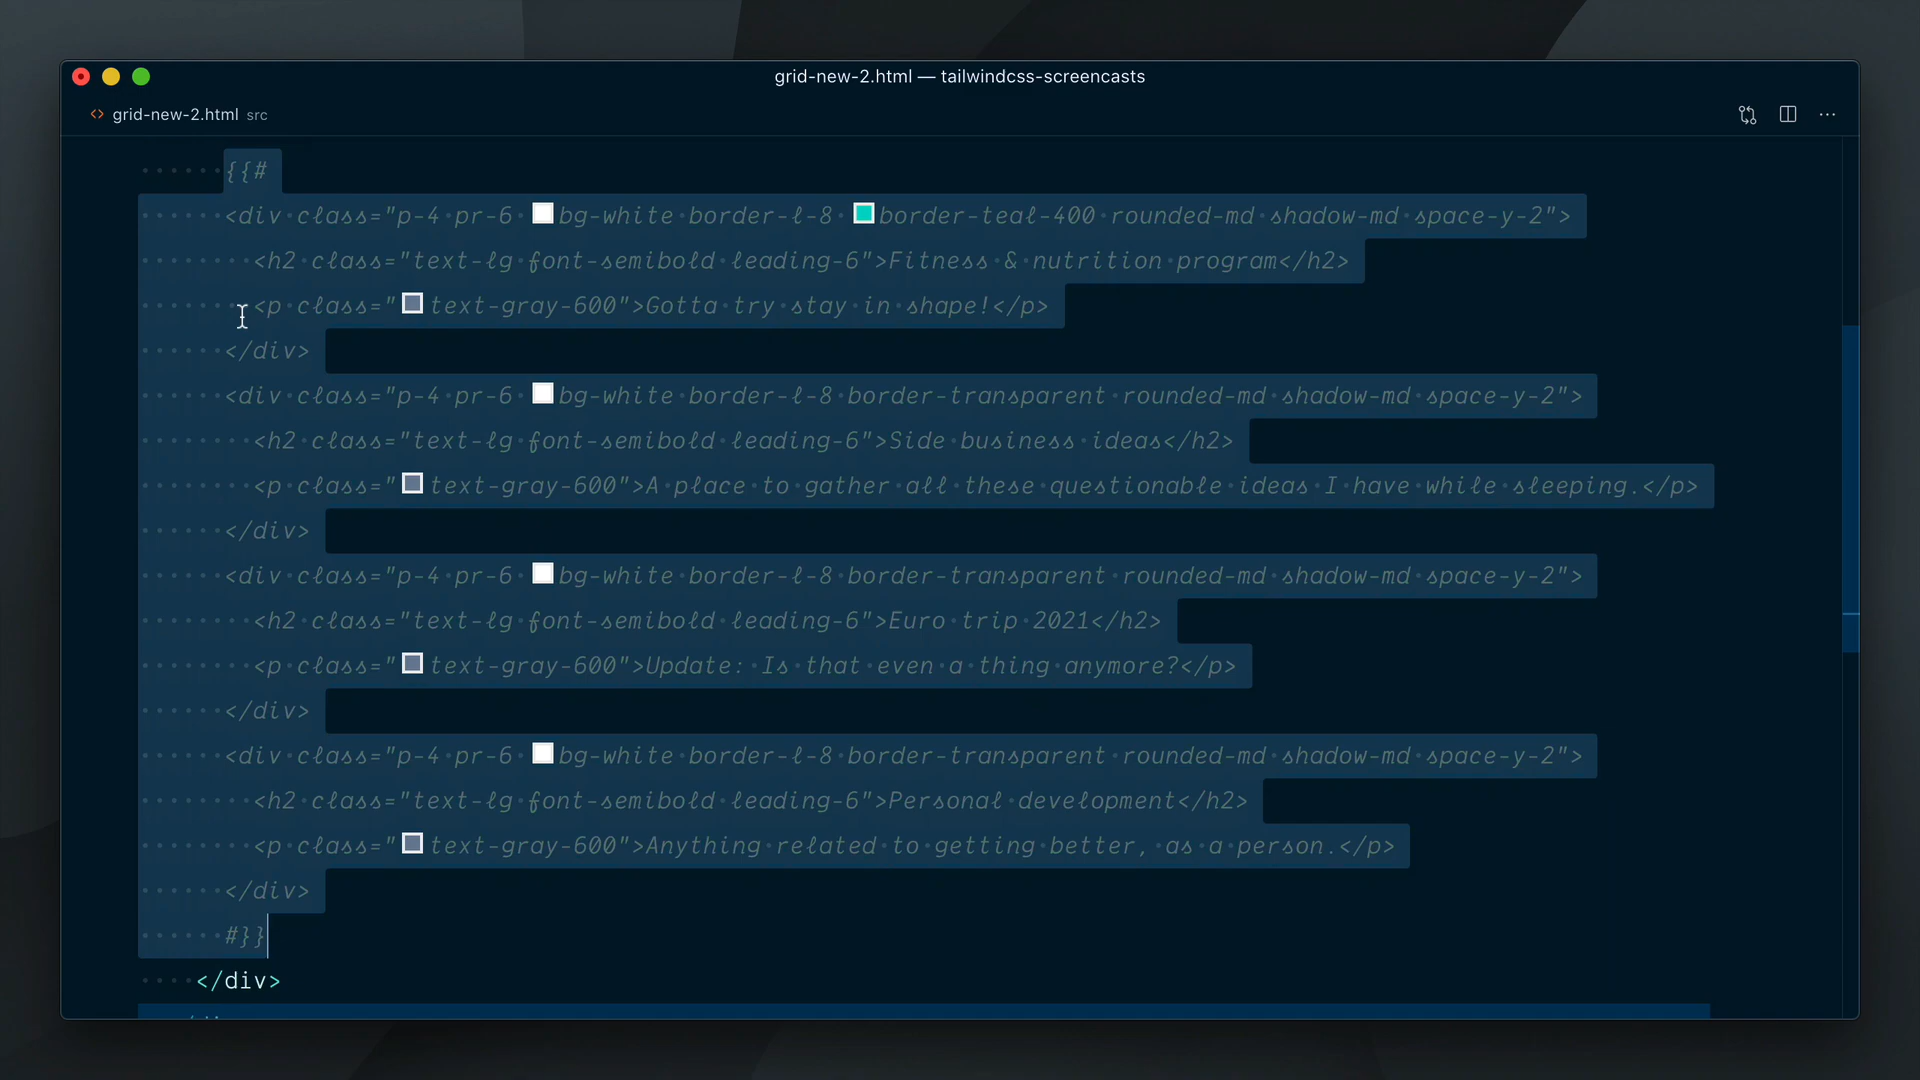 grid-new-2.html — tailwindcss-screencasts
grid-new-2.html src
{{#
<div class="p-4 pr-6 bg-white border-l-8 border-teal-400 rounded-md shadow-md space-y-2">
<h2 class="text-lg font-semibold leading-6">Fitness & nutrition program</h2>
<p class="text-gray-600">Gotta try stay in shape!</p>
</div>
<div class="p-4 pr-6 bg-white border-l-8 border-transparent rounded-md shadow-md space-y-2">
<h2 class="text-lg font-semibold leading-6">Side business ideas</h2>
<p class="text-gray-600">A place to gather all these questionable ideas I have while sleeping.</p>
</div>
<div class="p-4 pr-6 bg-white border-l-8 border-transparent rounded-md shadow-md space-y-2">
<h2 class="text-lg font-semibold leading-6">Euro trip 2021</h2>
<p class="text-gray-600">Update: Is that even a thing anymore?</p>
</div>
<div class="p-4 pr-6 bg-white border-l-8 border-transparent rounded-md shadow-md space-y-2">
<h2 class="text-lg font-semibold leading-6">Personal development</h2>
<p class="text-gray-600">Anything related to getting better, as a person.</p>
</div>
#}}
</div>